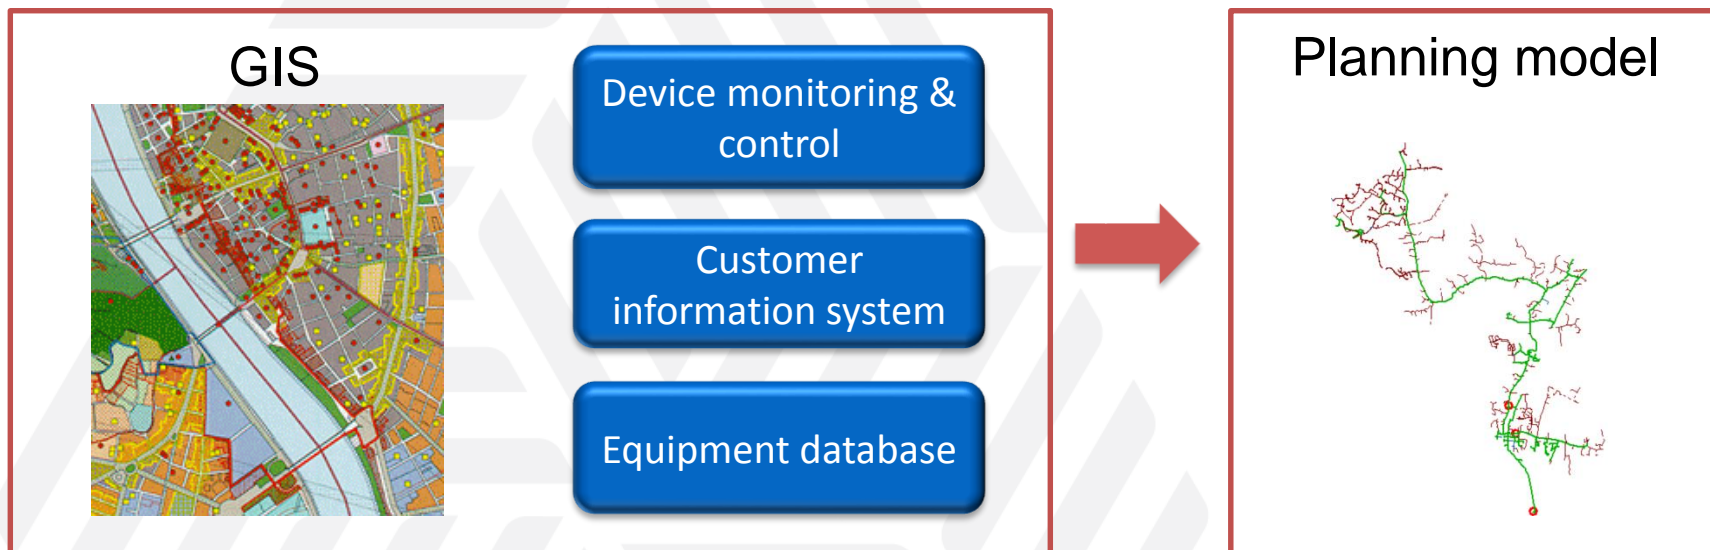 GIS
Device monitoring &
control
Customer
information system
Equipment database
Planning model